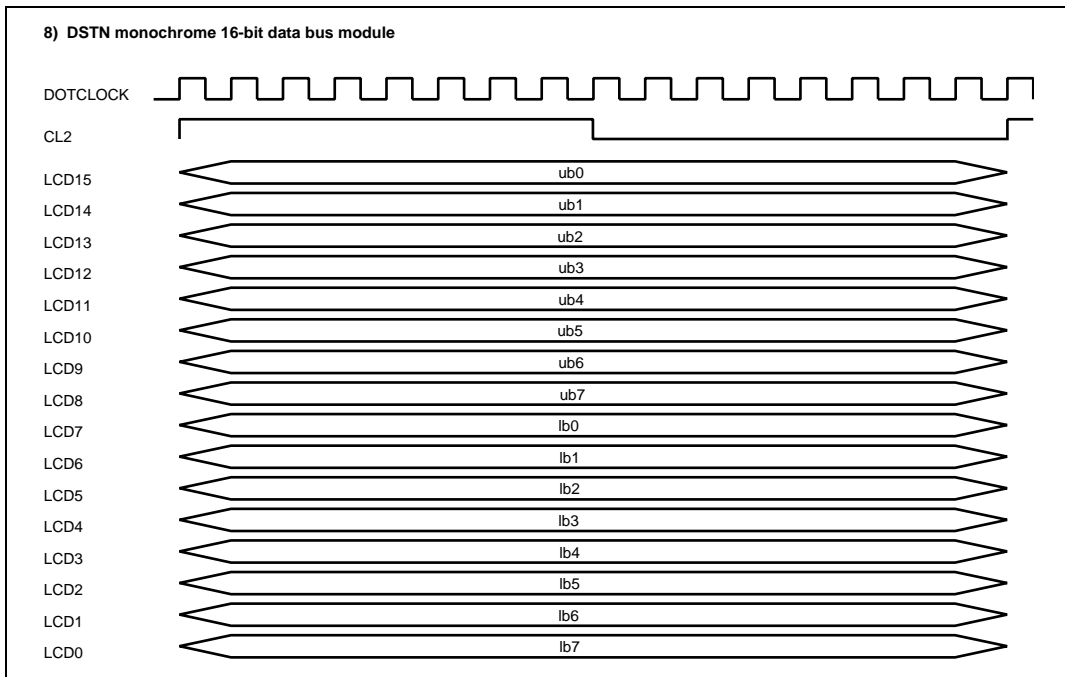 8) DSTN monochrome 16-bit data bus module
DOTCLOCK
CL2
LCD15 ub0
LCD14 ub1
LCD13 ub2
LCD12 ub3
LCD11 ub4
LCD10 ub5
LCD9 ub6
LCD8 ub7
LCD7 lb0
LCD6 lb1
LCD5 lb2
LCD4 lb3
LCD3 lb4
LCD2 lb5
LCD1 lb6
LCD0 lb7